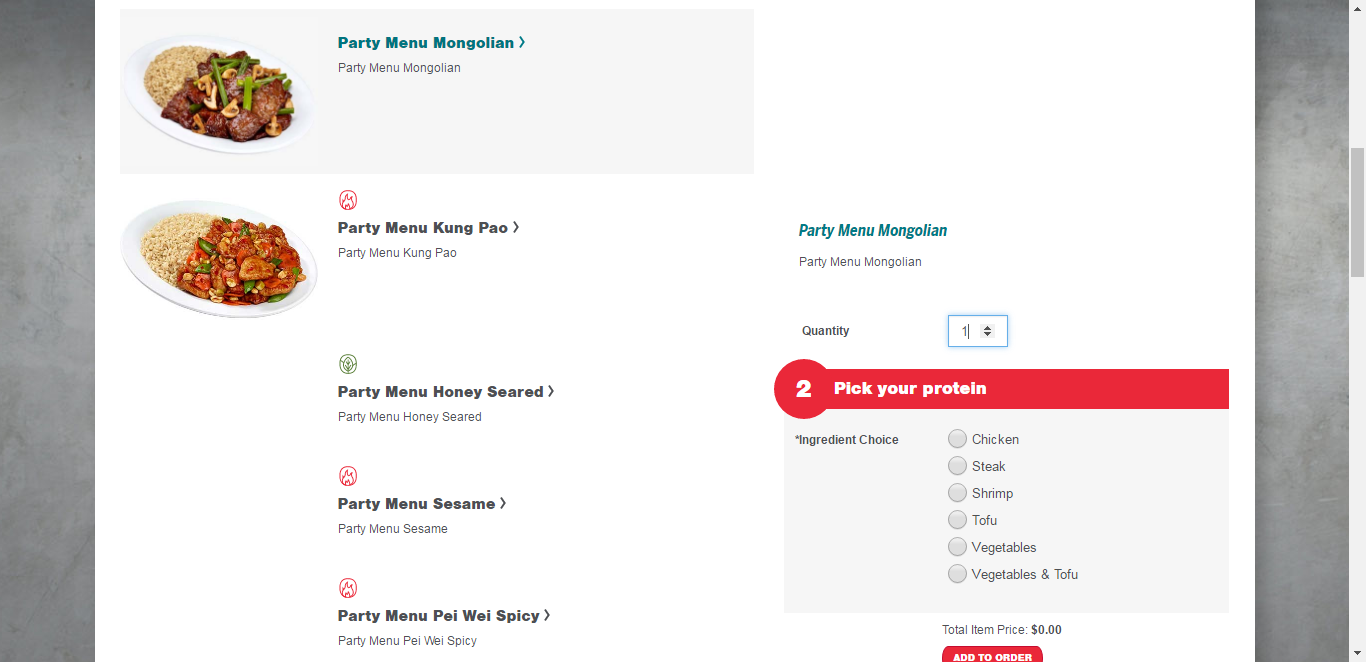 Party Menu Mongolian >
Party Menu Mongolian
Party Menu Kung Pao >
Party Menu Kung Pao
Party Menu Honey Seared >
Party Menu Honey Seared
Party Menu Sesame >
Party Menu Sesame
Party Menu Pei Wei Spicy >
Party Menu Pei Wei Spicy
Party Menu Mongolian
Party Menu Mongolian
Quantity 1
2 Pick your protein
*Ingredient Choice
Chicken
Steak
Shrimp
Tofu
Vegetables
Vegetables & Tofu
Total Item Price: $0.00
ADD TO ORDER